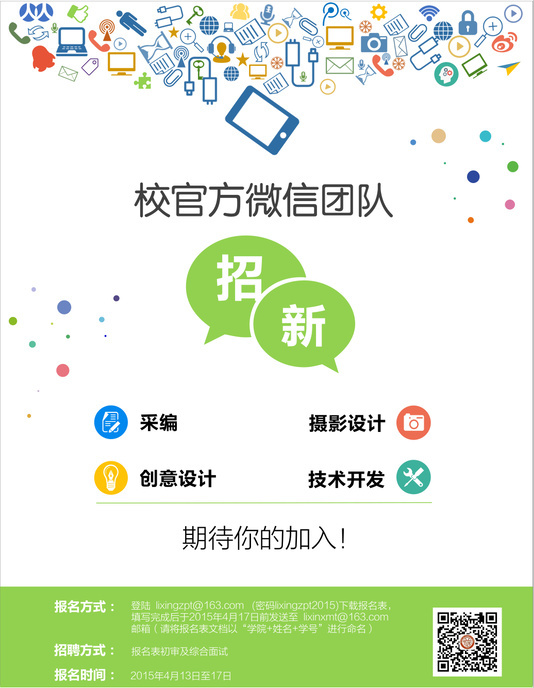 校官方微信团队
招
新
采编
摄影设计
创意设计
技术开发
期待你的加入!
报名方式： 登陆 lixingzpt@163.com （密码lixingzpt2015)下载报名表，
填写完成后于2015年4月17日前发送至 lixinxmt@163.com
邮箱（请将报名表文档以“学院+姓名+学号”进行命名）
招聘方式： 报名表初审及综合面试
报名时间： 2015年4月13日至17日